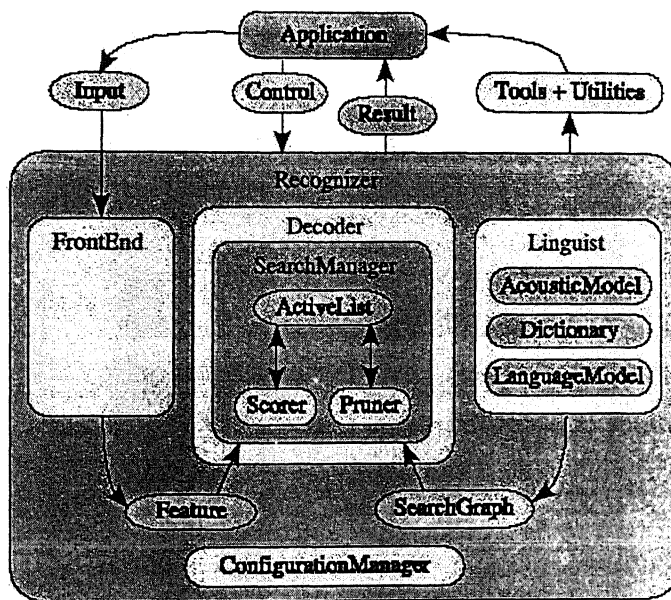 Application
Input
Control
Result
Tools + Utilities
Recognizer
FrontEnd
Decoder
SearchManager
ActiveList
Scorer
Pruner
Linguist
AcousticModel
Dictionary
LanguageModel
Feature
SearchGraph
ConfigurationManager